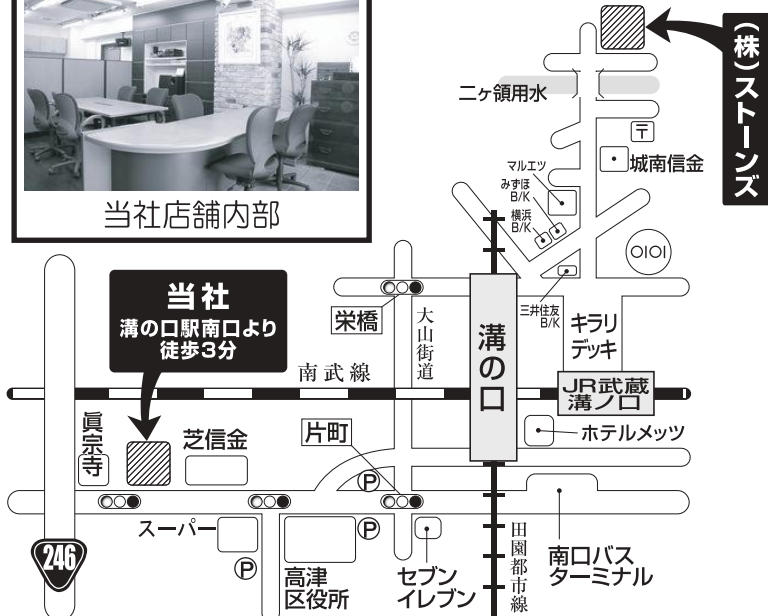 当社店舗内部
(株)ストーンズ
二ヶ領用水
〒
城南信金
マルエツ
みずほ
B/K
横浜
B/K
OIOI
三井住友
B/K
キラリ
デッキ
当社
溝の口駅南口より
徒歩3分
栄橋
大山街道
溝の口
南武線
JR武蔵
溝ノ口
ホテルメッツ
眞宗寺
芝信金
片町
P
スーパー
P
P
246
高津
区役所
セブン
イレブン
田園都市線
南口バス
ターミナル